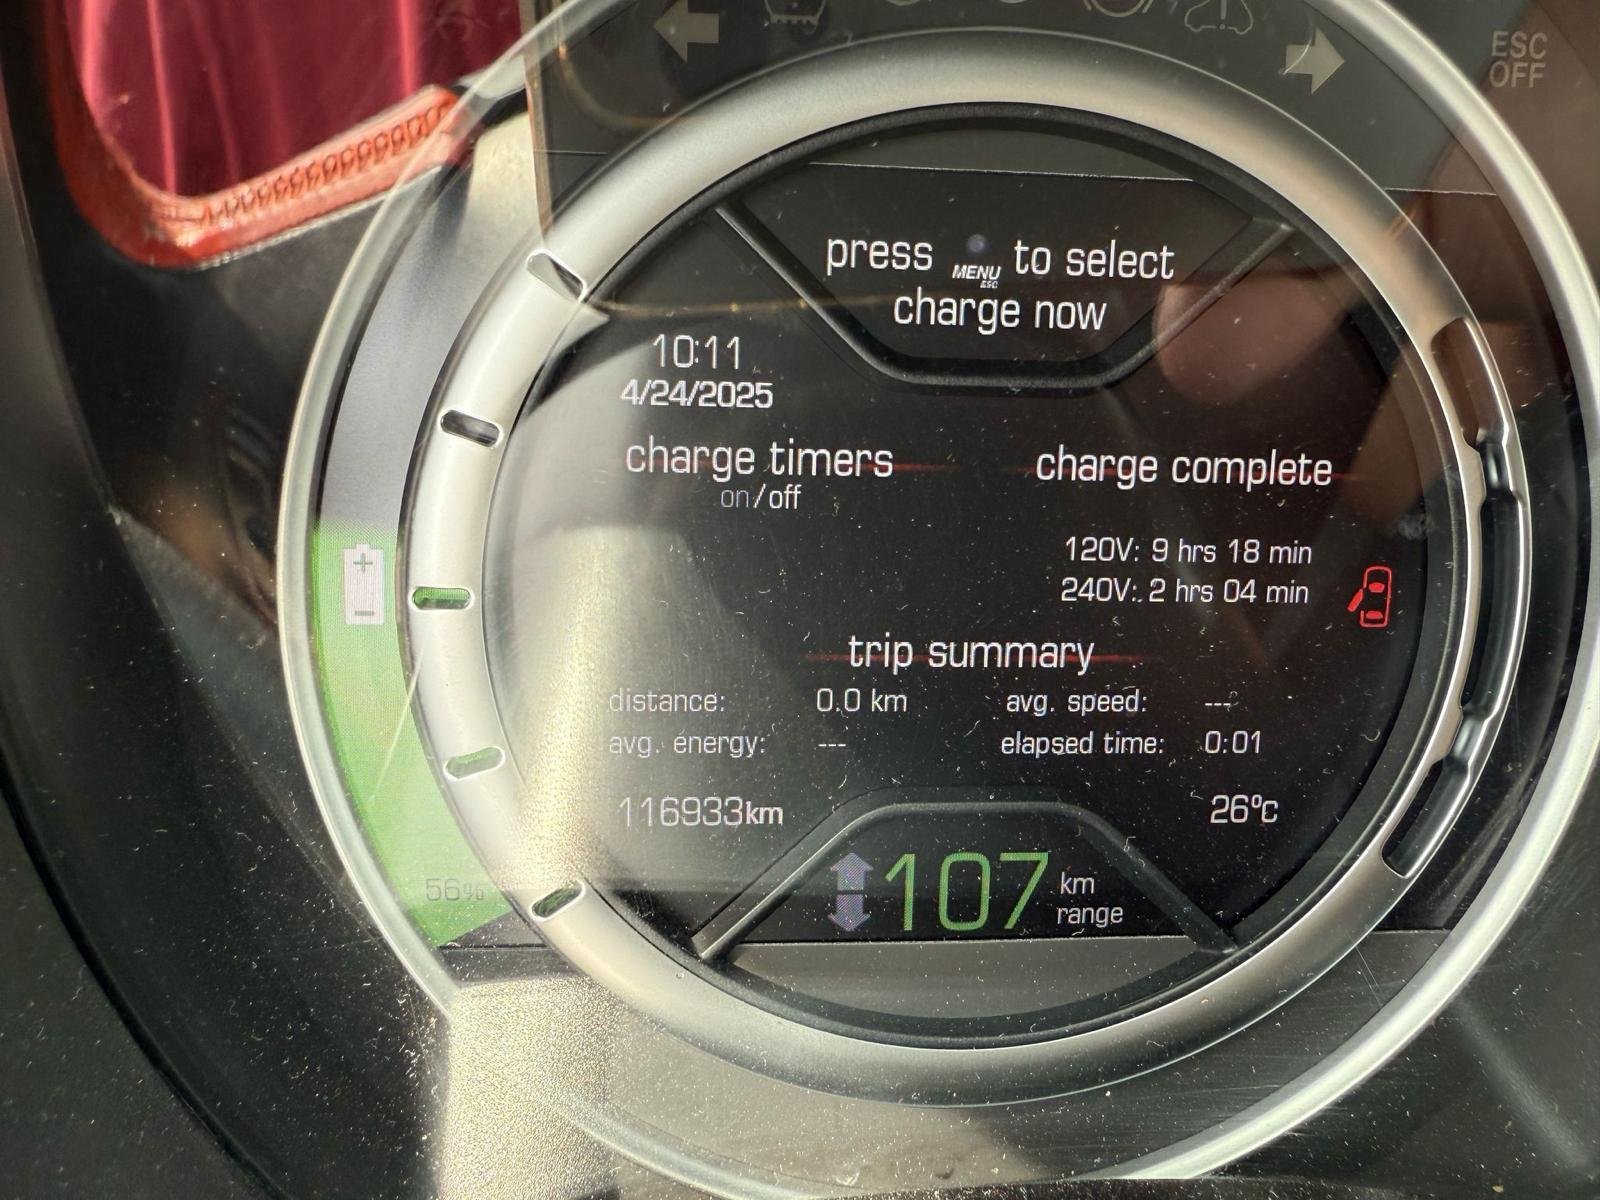 ESC
OFF
press MENU to select
ESC
charge now
10:11
4/24/2025
charge timers
on/off
charge complete
120V: 9 hrs 18 min
240V: 2 hrs 04 min
trip summary
distance: 0.0 km avg. speed: ---
avg. energy: --- elapsed time: 0:01
116933km 26°C
56%
107 km
range